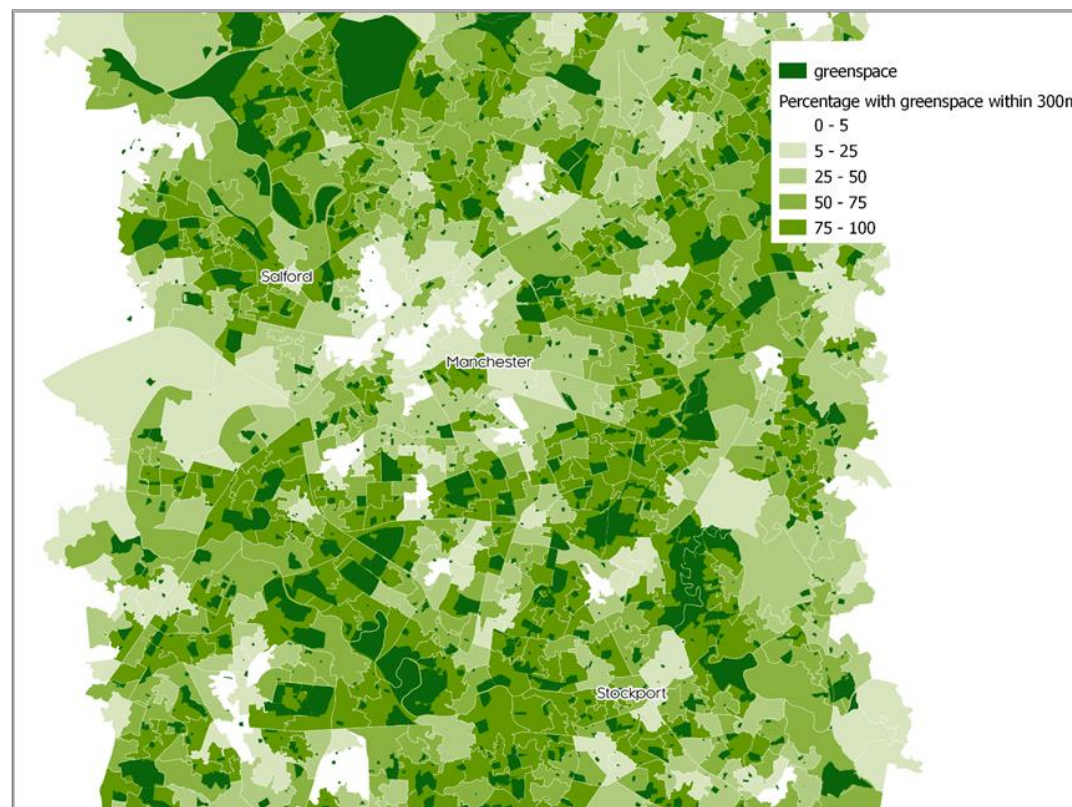 greenspace
Percentage with greenspace within 300m
0 - 5
5 - 25
25 - 50
50 - 75
75 - 100
Salford
Manchester
Stockport